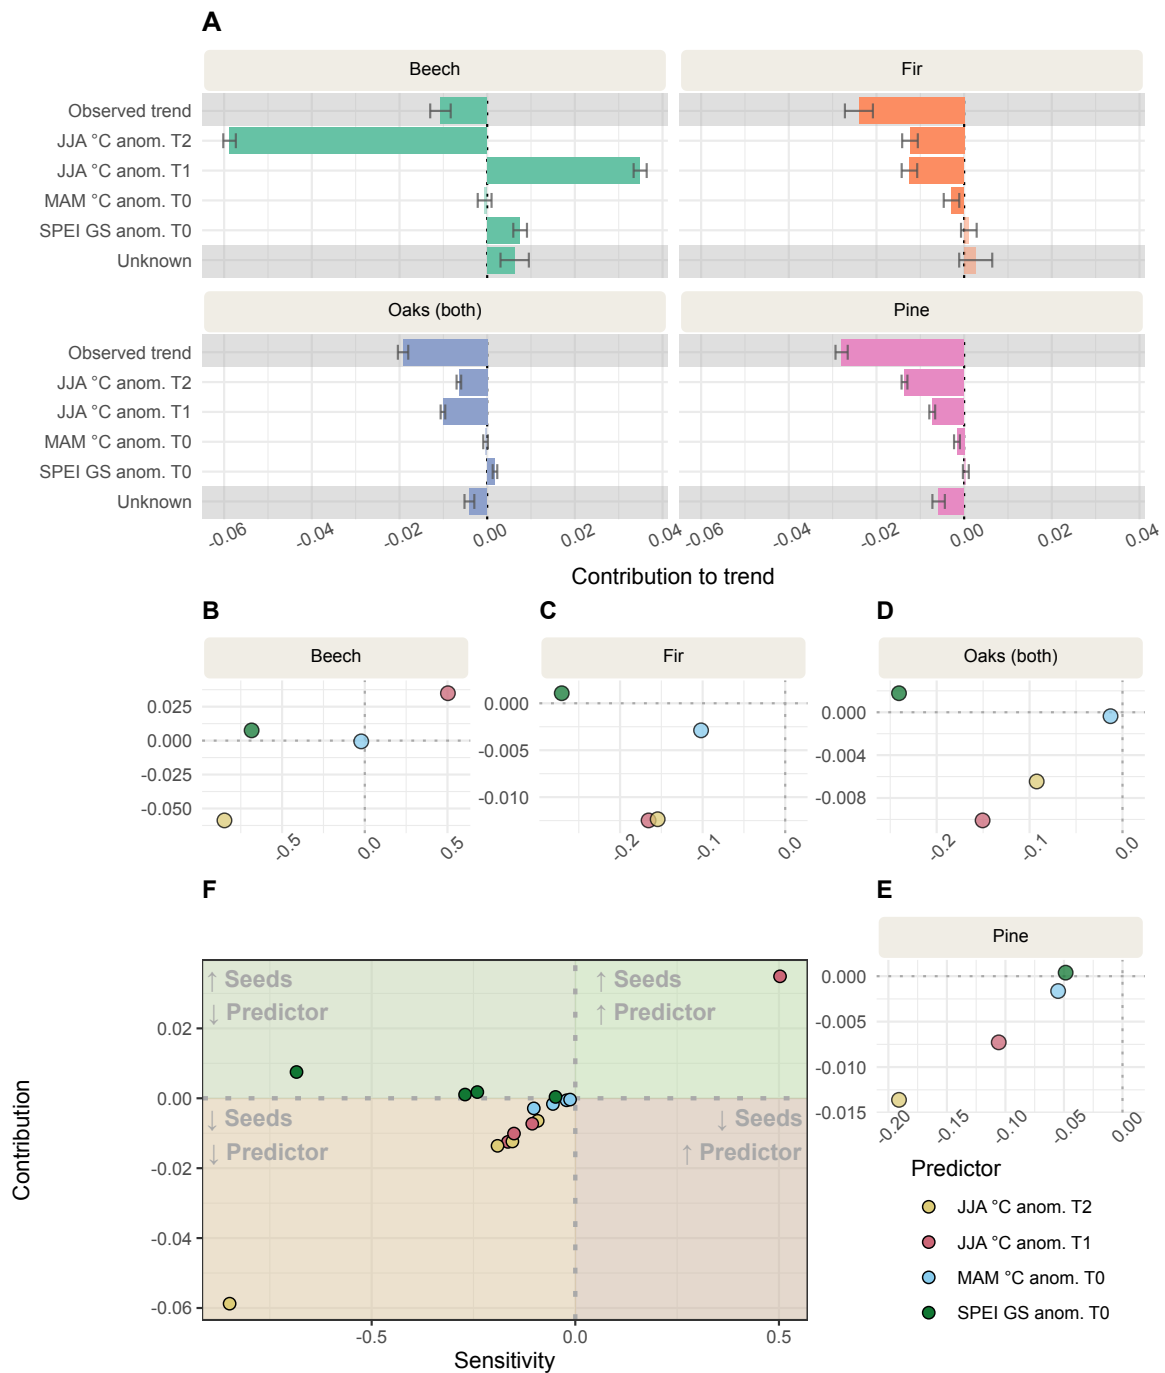 A
Beech
Fir
Observed trend
JJA °C anom. T2
JJA °C anom. T1
MAM °C anom. T0
SPEI GS anom. T0
Unknown
Oaks (both)
Pine
Observed trend
JJA °C anom. T2
JJA °C anom. T1
MAM °C anom. T0
SPEI GS anom. T0
Unknown
-0.06 -0.04 -0.02 0.00 0.02 0.04 -0.06 -0.04 -0.02 0.00 0.02 0.04
Contribution to trend
B
Beech
0.025
0.000
-0.025
-0.050
-0.5 0.0 0.5
C
Fir
0.000
-0.005
-0.010
-0.2 -0.1 0.0
D
Oaks (both)
0.000
-0.004
-0.008
-0.2 -0.1 0.0
F
↑ Seeds
↓ Predictor
↑ Seeds
↑ Predictor
↓ Seeds
↓ Predictor
↓ Seeds
↑ Predictor
0.02
0.00
-0.02
-0.04
-0.06
-0.5 0.0 0.5
Contribution
Sensitivity
E
Pine
0.000
-0.005
-0.010
-0.015
-0.20 -0.15 -0.10 -0.05 0.00
Predictor
JJA °C anom. T2
JJA °C anom. T1
MAM °C anom. T0
SPEI GS anom. T0